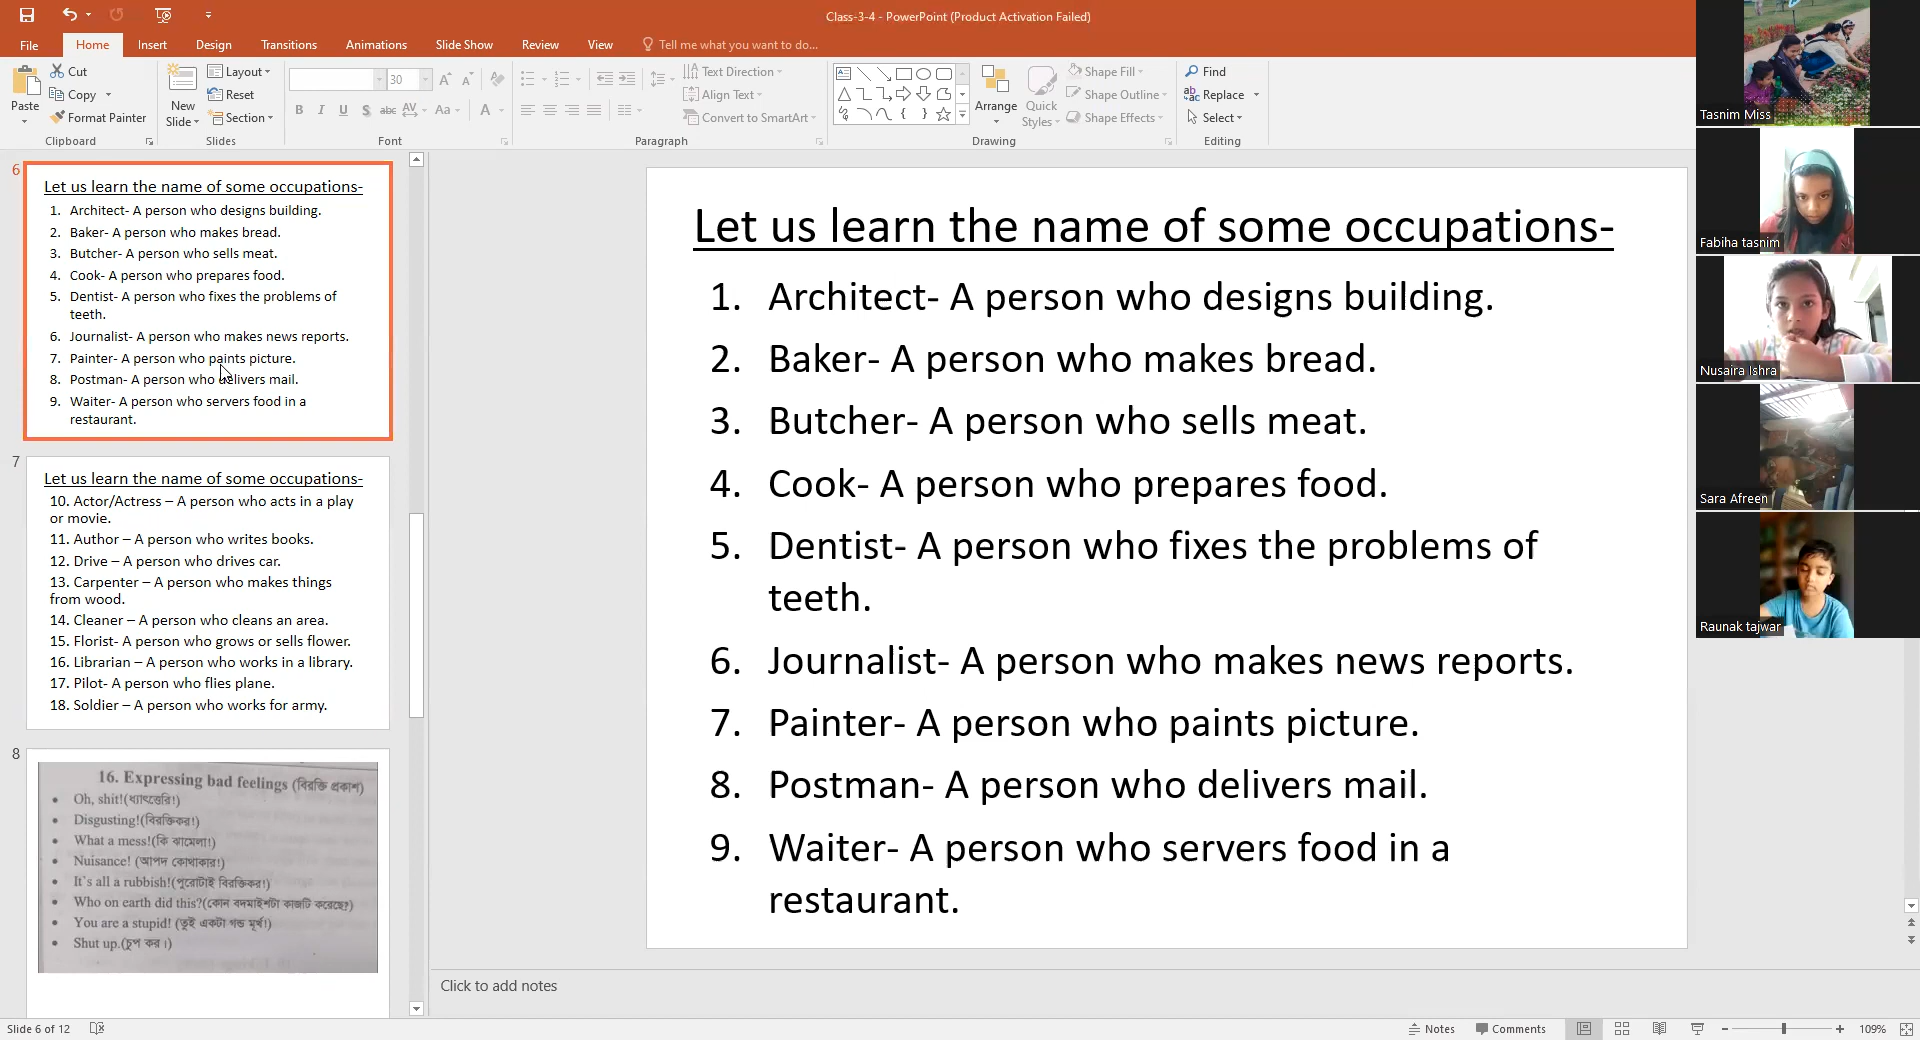 Class-3-4 - PowerPoint (Product Activation Failed)
File Home Insert Design Transitions Animations Slide Show Review View Tell me what you want to do...
Paste
Cut
Copy
Format Painter
Clipboard
New Slide
Layout
Reset
Section
Slides
30
B I U S abc AV Aa A
Font
Text Direction
Align Text
Convert to SmartArt
Paragraph
Arrange
Quick Styles
Shape Fill
Shape Outline
Shape Effects
Drawing
Find
Replace
Select
Editing
6
Let us learn the name of some occupations-
1. Architect- A person who designs building.
2. Baker- A person who makes bread.
3. Butcher- A person who sells meat.
4. Cook- A person who prepares food.
5. Dentist- A person who fixes the problems of
teeth.
6. Journalist- A person who makes news reports.
7. Painter- A person who paints picture.
8. Postman- A person who delivers mail.
9. Waiter- A person who servers food in a
restaurant.
7
Let us learn the name of some occupations-
10. Actor/Actress – A person who acts in a play
or movie.
11. Author – A person who writes books.
12. Drive – A person who drives car.
13. Carpenter – A person who makes things
from wood.
14. Cleaner – A person who cleans an area.
15. Florist- A person who grows or sells flower.
16. Librarian – A person who works in a library.
17. Pilot- A person who flies plane.
18. Soldier – A person who works for army.
8
16. Expressing bad feelings (বিরক্তি প্রকাশ)
• Oh, shit!(ধ্যাৎত্তেরি!)
• Disgusting!(বিরক্তিকর!)
• What a mess!(কি ঝামেলা!)
• Nuisance! (আপদ কোথাকার!)
• It's all a rubbish!(পুরোটাই বিরক্তিকর!)
• Who on earth did this?(কোন বদমাইশটা কাজটি করেছে?)
• You are a stupid! (তুই একটা গন্ড মূর্খ!)
• Shut up.(চুপ কর।)
Let us learn the name of some occupations-
1. Architect- A person who designs building.
2. Baker- A person who makes bread.
3. Butcher- A person who sells meat.
4. Cook- A person who prepares food.
5. Dentist- A person who fixes the problems of
teeth.
6. Journalist- A person who makes news reports.
7. Painter- A person who paints picture.
8. Postman- A person who delivers mail.
9. Waiter- A person who servers food in a
restaurant.
Click to add notes
Tasnim Miss
Fabiha tasnim
Nusaira Ishra
Sara Afreen
Raunak tajwar
Slide 6 of 12
Notes Comments 109%